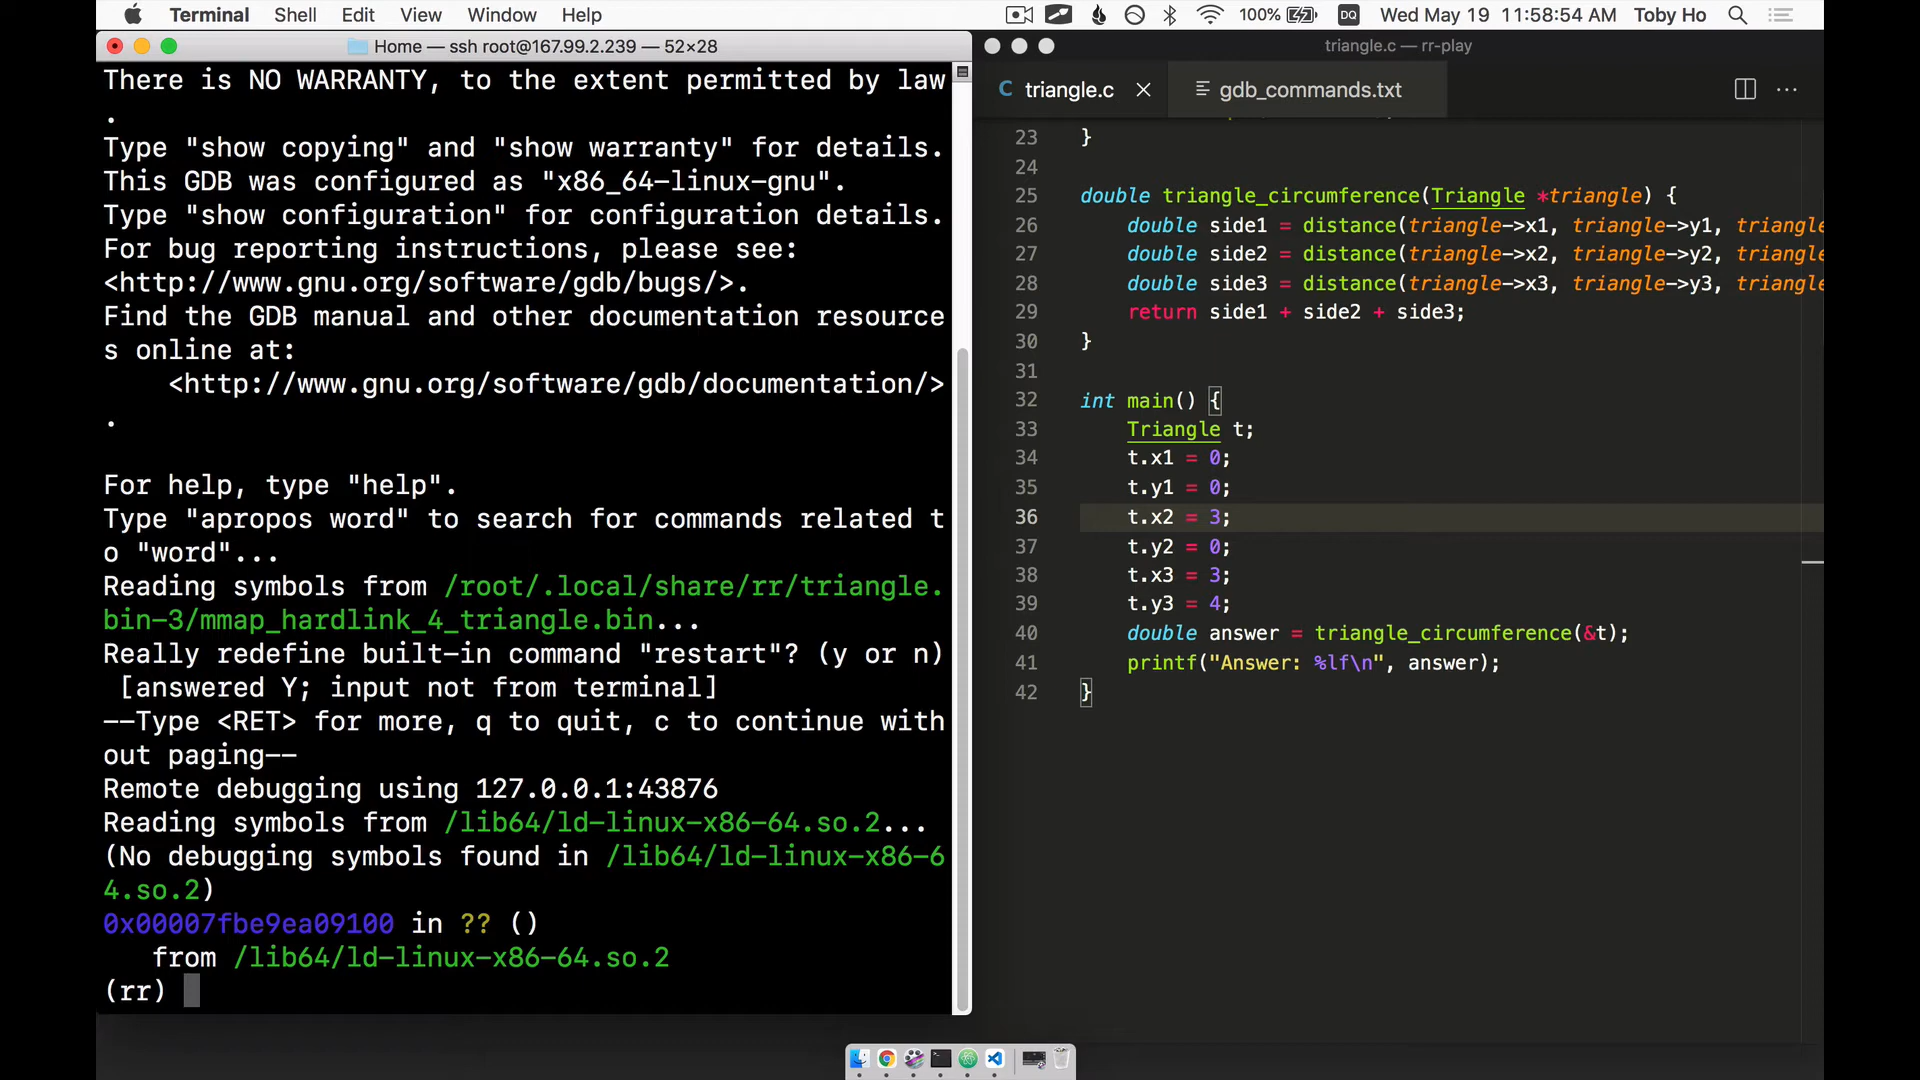 Terminal Shell Edit View Window Help 100% DQ Wed May 19 11:58:54 AM Toby Ho
Home — ssh root@167.99.2.239 — 52×28
There is NO WARRANTY, to the extent permitted by law
.
Type "show copying" and "show warranty" for details.
This GDB was configured as "x86_64-linux-gnu".
Type "show configuration" for configuration details.
For bug reporting instructions, please see:
<http://www.gnu.org/software/gdb/bugs/>.
Find the GDB manual and other documentation resource
s online at:
    <http://www.gnu.org/software/gdb/documentation/>
.
For help, type "help".
Type "apropos word" to search for commands related t
o "word"...
Reading symbols from /root/.local/share/rr/triangle.
bin-3/mmap_hardlink_4_triangle.bin...
Really redefine built-in command "restart"? (y or n)
 [answered Y; input not from terminal]
--Type <RET> for more, q to quit, c to continue with
out paging--
Remote debugging using 127.0.0.1:43876
Reading symbols from /lib64/ld-linux-x86-64.so.2...
(No debugging symbols found in /lib64/ld-linux-x86-6
4.so.2)
0x00007fbe9ea09100 in ?? ()
   from /lib64/ld-linux-x86-64.so.2
(rr)
triangle.c — rr-play
C triangle.c gdb_commands.txt
23 }
24
25 double triangle_circumference(Triangle *triangle) {
26     double side1 = distance(triangle->x1, triangle->y1, triangle
27     double side2 = distance(triangle->x2, triangle->y2, triangle
28     double side3 = distance(triangle->x3, triangle->y3, triangle
29     return side1 + side2 + side3;
30 }
31
32 int main() {
33     Triangle t;
34     t.x1 = 0;
35     t.y1 = 0;
36     t.x2 = 3;
37     t.y2 = 0;
38     t.x3 = 3;
39     t.y3 = 4;
40     double answer = triangle_circumference(&t);
41     printf("Answer: %lf\n", answer);
42 }